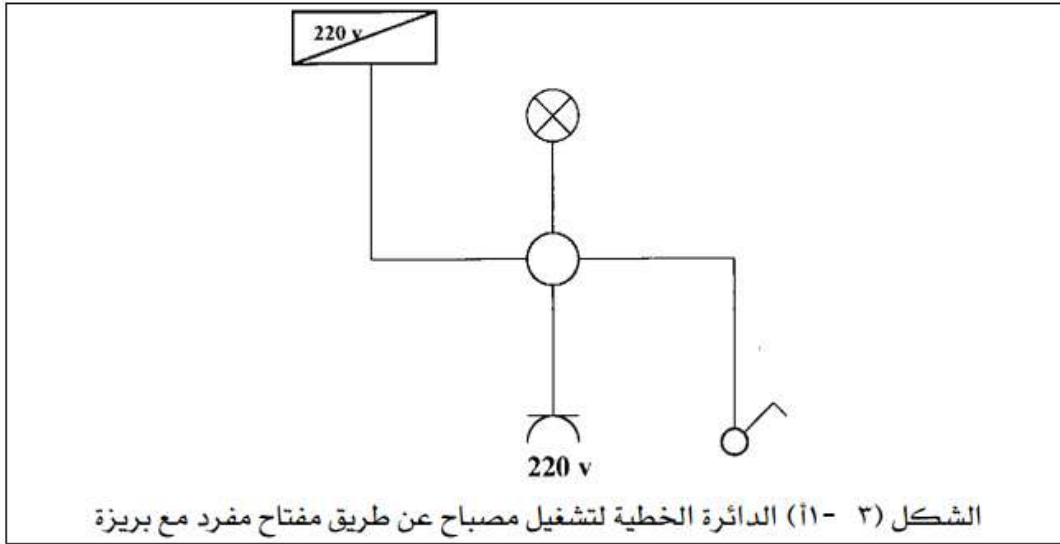 220 v
220 v
الشكل (٣ -١أ) الدائرة الخطية لتشغيل مصباح عن طريق مفتاح مفرد مع بريزة